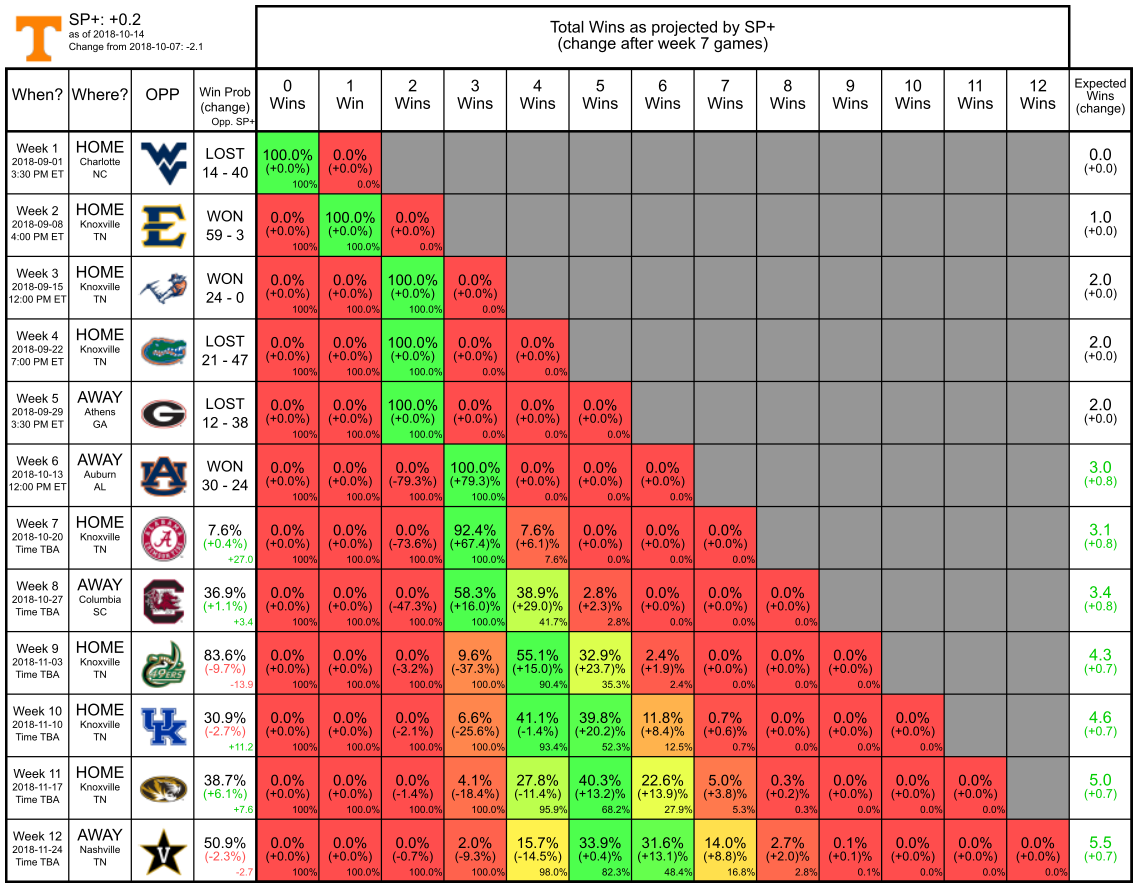 SP+: +0.2
as of 2018-10-14
Change from 2018-10-07: -2.1
Total Wins as projected by SP+
(change after week 7 games)
When? Where? OPP Win Prob (change) Opp. SP+ 0 Wins 1 Win 2 Wins 3 Wins 4 Wins 5 Wins 6 Wins 7 Wins 8 Wins 9 Wins 10 Wins 11 Wins 12 Wins Expected Wins (change)
Week 1 HOME LOST 100.0% 0.0% 0.0
2018-09-01 Charlotte (+0.0%) (+0.0%) (+0.0)
3:30 PM ET NC 14 - 40 100% 0.0%
Week 2 HOME WON 0.0% 100.0% 0.0% 1.0
2018-09-08 Knoxville (+0.0%) (+0.0%) (+0.0%) (+0.0)
4:00 PM ET TN 59 - 3 100% 100.0% 0.0%
Week 3 HOME WON 0.0% 0.0% 100.0% 0.0% 2.0
2018-09-15 Knoxville (+0.0%) (+0.0%) (+0.0%) (+0.0%) (+0.0)
12:00 PM ET TN 24 - 0 100% 100.0% 100.0% 0.0%
Week 4 HOME LOST 0.0% 0.0% 100.0% 0.0% 0.0% 2.0
2018-09-22 Knoxville (+0.0%) (+0.0%) (+0.0%) (+0.0%) (+0.0%) (+0.0)
7:00 PM ET TN 21 - 47 100% 100.0% 100.0% 0.0% 0.0%
Week 5 AWAY LOST 0.0% 0.0% 100.0% 0.0% 0.0% 0.0% 2.0
2018-09-29 Athens (+0.0%) (+0.0%) (+0.0%) (+0.0%) (+0.0%) (+0.0%) (+0.0)
3:30 PM ET GA 12 - 38 100% 100.0% 100.0% 0.0% 0.0% 0.0%
Week 6 AWAY WON 0.0% 0.0% 0.0% 100.0% 0.0% 0.0% 0.0% 3.0
2018-10-13 Auburn (+0.0%) (+0.0%) (-79.3%) (+79.3)% (+0.0%) (+0.0%) (+0.0%) (+0.8)
12:00 PM ET AL 30 - 24 100% 100.0% 100.0% 100.0% 0.0% 0.0% 0.0%
Week 7 HOME 7.6% 0.0% 0.0% 0.0% 92.4% 7.6% 0.0% 0.0% 0.0% 3.1
2018-10-20 Knoxville (+0.4%) (+0.0%) (+0.0%) (-73.6%) (+67.4)% (+6.1)% (+0.0%) (+0.0%) (+0.0%) (+0.8)
Time TBA TN +27.0 100% 100.0% 100.0% 100.0% 7.6% 0.0% 0.0% 0.0%
Week 8 AWAY 36.9% 0.0% 0.0% 0.0% 58.3% 38.9% 2.8% 0.0% 0.0% 0.0% 3.4
2018-10-27 Columbia (+1.1%) (+0.0%) (+0.0%) (-47.3%) (+16.0)% (+29.0)% (+2.3)% (+0.0%) (+0.0%) (+0.0%) (+0.8)
Time TBA SC +3.4 100% 100.0% 100.0% 100.0% 41.7% 2.8% 0.0% 0.0% 0.0%
Week 9 HOME 83.6% 0.0% 0.0% 0.0% 9.6% 55.1% 32.9% 2.4% 0.0% 0.0% 0.0% 4.3
2018-11-03 Knoxville (-9.7%) (+0.0%) (+0.0%) (-3.2%) (-37.3%) (+15.0)% (+23.7)% (+1.9)% (+0.0%) (+0.0%) (+0.0%) (+0.7)
Time TBA TN -13.9 100% 100.0% 100.0% 100.0% 90.4% 35.3% 2.4% 0.0% 0.0% 0.0%
Week 10 HOME 30.9% 0.0% 0.0% 0.0% 6.6% 41.1% 39.8% 11.8% 0.7% 0.0% 0.0% 0.0% 4.6
2018-11-10 Knoxville (-2.7%) (+0.0%) (+0.0%) (-2.1%) (-25.6%) (-1.4%) (+20.2)% (+8.4)% (+0.6)% (+0.0%) (+0.0%) (+0.0%) (+0.7)
Time TBA TN +11.2 100% 100.0% 100.0% 100.0% 93.4% 52.3% 12.5% 0.7% 0.0% 0.0% 0.0%
Week 11 HOME 38.7% 0.0% 0.0% 0.0% 4.1% 27.8% 40.3% 22.6% 5.0% 0.3% 0.0% 0.0% 0.0% 5.0
2018-11-17 Knoxville (+6.1%) (+0.0%) (+0.0%) (-1.4%) (-18.4%) (-11.4%) (+13.2)% (+13.9)% (+3.8)% (+0.2)% (+0.0%) (+0.0%) (+0.0%) (+0.7)
Time TBA TN +7.6 100% 100.0% 100.0% 100.0% 95.9% 68.2% 27.9% 5.3% 0.3% 0.0% 0.0% 0.0%
Week 12 AWAY 50.9% 0.0% 0.0% 0.0% 2.0% 15.7% 33.9% 31.6% 14.0% 2.7% 0.1% 0.0% 0.0% 0.0% 5.5
2018-11-24 Nashville (-2.3%) (+0.0%) (+0.0%) (-0.7%) (-9.3%) (-14.5%) (+0.4)% (+13.1)% (+8.8)% (+2.0)% (+0.1)% (+0.0%) (+0.0%) (+0.0%) (+0.7)
Time TBA TN -2.7 100% 100.0% 100.0% 100.0% 98.0% 82.3% 48.4% 16.8% 2.8% 0.1% 0.0% 0.0% 0.0%